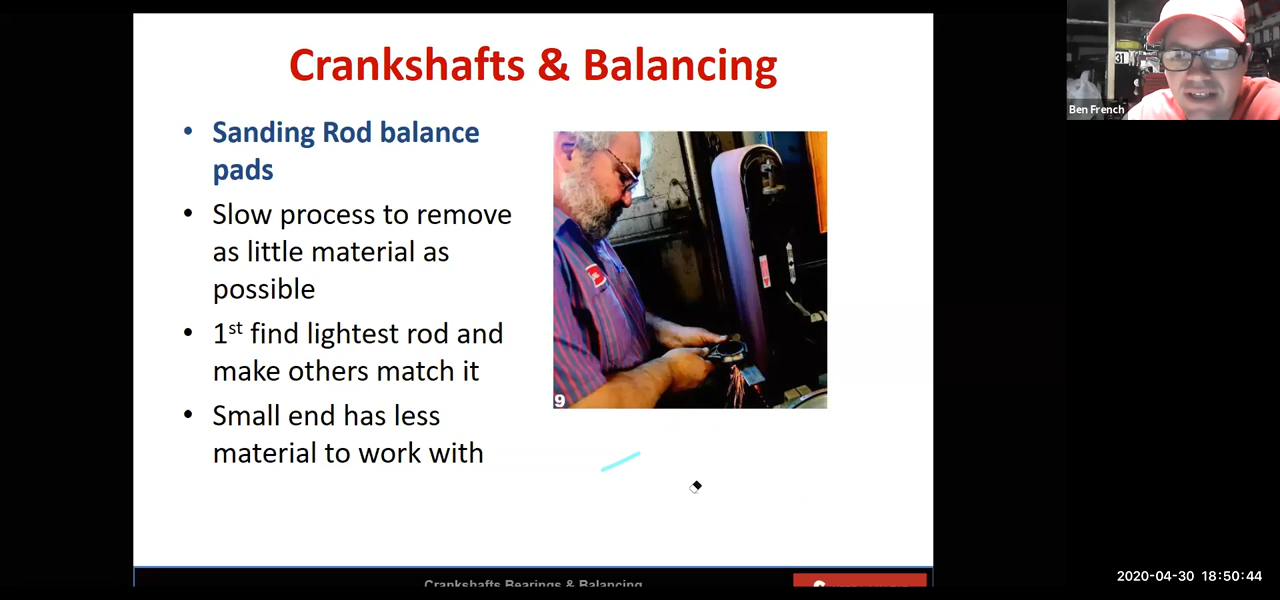 Crankshafts & Balancing
• Sanding Rod balance
pads
• Slow process to remove
as little material as
possible
• 1st find lightest rod and
make others match it
• Small end has less
material to work with
9
Crankshafts Bearings & Balancing
31
Ben French
2020-04-30 18:50:44